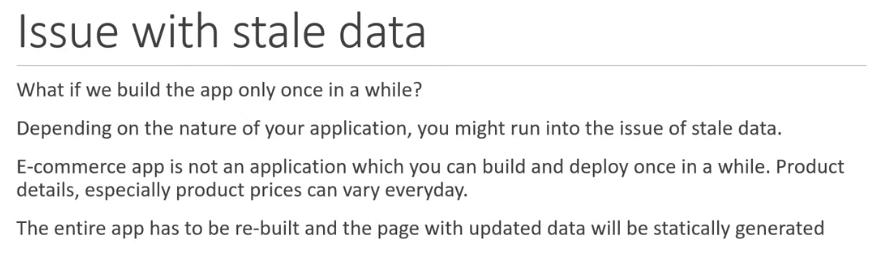 Issue with stale data
What if we build the app only once in a while?
Depending on the nature of your application, you might run into the issue of stale data.
E-commerce app is not an application which you can build and deploy once in a while. Product
details, especially product prices can vary everyday.
The entire app has to be re-built and the page with updated data will be statically generated